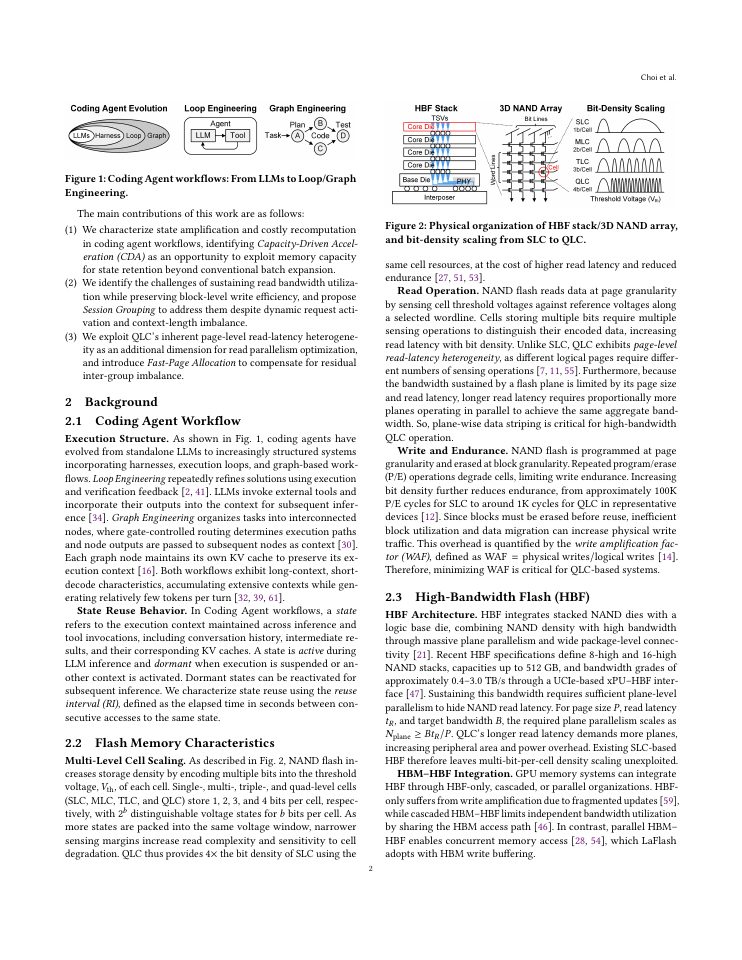 Choi et al.
Coding Agent Evolution
Loop Engineering
Graph Engineering
LLMs
Harness
Loop
Graph
Agent
LLM
Tool
Task
Plan
A
B
Code
C
Test
D
Figure 1: Coding Agent workflows: From LLMs to Loop/Graph
Engineering.
The main contributions of this work are as follows:
(1) We characterize state amplification and costly recomputation
in coding agent workflows, identifying Capacity-Driven Accel-
eration (CDA) as an opportunity to exploit memory capacity
for state retention beyond conventional batch expansion.
(2) We identify the challenges of sustaining read bandwidth utiliza-
tion while preserving block-level write efficiency, and propose
Session Grouping to address them despite dynamic request acti-
vation and context-length imbalance.
(3) We exploit QLC's inherent page-level read-latency heterogene-
ity as an additional dimension for read parallelism optimization,
and introduce Fast-Page Allocation to compensate for residual
inter-group imbalance.
2 Background
2.1 Coding Agent Workflow
Execution Structure. As shown in Fig. 1, coding agents have
evolved from standalone LLMs to increasingly structured systems
incorporating harnesses, execution loops, and graph-based work-
flows. Loop Engineering repeatedly refines solutions using execution
and verification feedback [2, 41]. LLMs invoke external tools and
incorporate their outputs into the context for subsequent infer-
ence [34]. Graph Engineering organizes tasks into interconnected
nodes, where gate-controlled routing determines execution paths
and node outputs are passed to subsequent nodes as context [30].
Each graph node maintains its own KV cache to preserve its ex-
ecution context [16]. Both workflows exhibit long-context, short-
decode characteristics, accumulating extensive contexts while gen-
erating relatively few tokens per turn [32, 39, 61].
State Reuse Behavior. In Coding Agent workflows, a state
refers to the execution context maintained across inference and
tool invocations, including conversation history, intermediate re-
sults, and their corresponding KV caches. A state is active during
LLM inference and dormant when execution is suspended or an-
other context is activated. Dormant states can be reactivated for
subsequent inference. We characterize state reuse using the reuse
interval (RI), defined as the elapsed time in seconds between con-
secutive accesses to the same state.
2.2 Flash Memory Characteristics
Multi-Level Cell Scaling. As described in Fig. 2, NAND flash in-
creases storage density by encoding multiple bits into the threshold
voltage, Vth, of each cell. Single-, multi-, triple-, and quad-level cells
(SLC, MLC, TLC, and QLC) store 1, 2, 3, and 4 bits per cell, respec-
tively, with 2^b distinguishable voltage states for b bits per cell. As
more states are packed into the same voltage window, narrower
sensing margins increase read complexity and sensitivity to cell
degradation. QLC thus provides 4× the bit density of SLC using the
HBF Stack
3D NAND Array
Bit-Density Scaling
TSVs
Core Die
Core Die
Core Die
Core Die
Base Die
PHY
Interposer
Bit Lines
Word Lines
Cell
SLC
1b/Cell
MLC
2b/Cell
TLC
3b/Cell
QLC
4b/Cell
Threshold Voltage (Vth)
Figure 2: Physical organization of HBF stack/3D NAND array,
and bit-density scaling from SLC to QLC.
same cell resources, at the cost of higher read latency and reduced
endurance [27, 51, 53].
Read Operation. NAND flash reads data at page granularity
by sensing cell threshold voltages against reference voltages along
a selected wordline. Cells storing multiple bits require multiple
sensing operations to distinguish their encoded data, increasing
read latency with bit density. Unlike SLC, QLC exhibits page-level
read-latency heterogeneity, as different logical pages require differ-
ent numbers of sensing operations [7, 11, 55]. Furthermore, because
the bandwidth sustained by a flash plane is limited by its page size
and read latency, longer read latency requires proportionally more
planes operating in parallel to achieve the same aggregate band-
width. So, plane-wise data striping is critical for high-bandwidth
QLC operation.
Write and Endurance. NAND flash is programmed at page
granularity and erased at block granularity. Repeated program/erase
(P/E) operations degrade cells, limiting write endurance. Increasing
bit density further reduces endurance, from approximately 100K
P/E cycles for SLC to around 1K cycles for QLC in representative
devices [12]. Since blocks must be erased before reuse, inefficient
block utilization and data migration can increase physical write
traffic. This overhead is quantified by the write amplification fac-
tor (WAF), defined as WAF = physical writes/logical writes [14].
Therefore, minimizing WAF is critical for QLC-based systems.
2.3 High-Bandwidth Flash (HBF)
HBF Architecture. HBF integrates stacked NAND dies with a
logic base die, combining NAND density with high bandwidth
through massive plane parallelism and wide package-level connec-
tivity [21]. Recent HBF specifications define 8-high and 16-high
NAND stacks, capacities up to 512 GB, and bandwidth grades of
approximately 0.4–3.0 TB/s through a UCIe-based xPU–HBF inter-
face [47]. Sustaining this bandwidth requires sufficient plane-level
parallelism to hide NAND read latency. For page size P, read latency
tR, and target bandwidth B, the required plane parallelism scales as
Nplane ≥ BtR/P. QLC's longer read latency demands more planes,
increasing peripheral area and power overhead. Existing SLC-based
HBF therefore leaves multi-bit-per-cell density scaling unexploited.
HBM–HBF Integration. GPU memory systems can integrate
HBF through HBF-only, cascaded, or parallel organizations. HBF-
only suffers from write amplification due to fragmented updates [59],
while cascaded HBM–HBF limits independent bandwidth utilization
by sharing the HBM access path [46]. In contrast, parallel HBM–
HBF enables concurrent memory access [28, 54], which LaFlash
adopts with HBM write buffering.
2